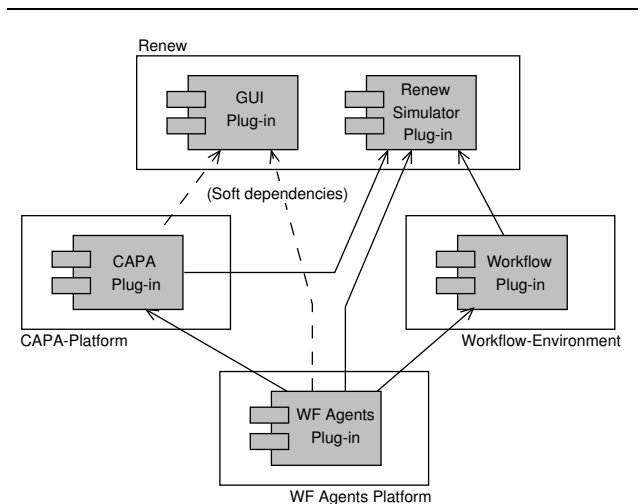 Renew
GUI
Plug-in
Renew
Simulator
Plug-in
(Soft dependencies)
CAPA
Plug-in
Workflow
Plug-in
CAPA-Platform
Workflow-Environment
WF Agents
Plug-in
WF Agents Platform